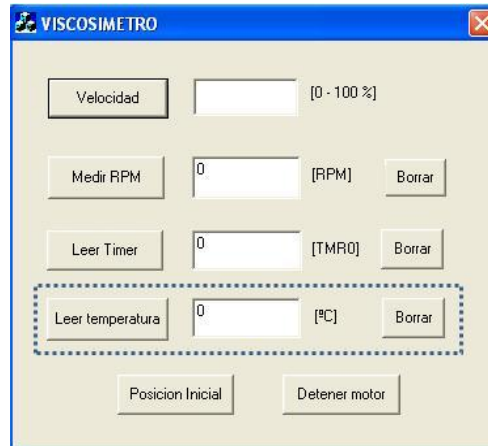 VISCOSIMETRO
Velocidad [0 - 100 %]
Medir RPM 0 [RPM] Borrar
Leer Timer 0 [TMR0] Borrar
Leer temperatura 0 [ºC] Borrar
Posicion Inicial Detener motor